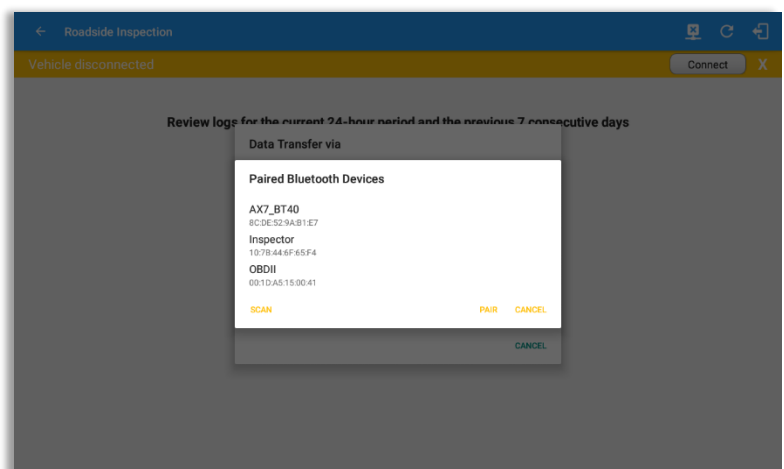 Roadside Inspection
Vehicle disconnected
Connect
X
Review logs for the current 24-hour period and the previous 7 consecutive days
Data Transfer via
Paired Bluetooth Devices
AX7_BT40
8C:DE:52:9A:B1:E7
Inspector
10:7B:44:6F:65:F4
OBDII
00:1D:A5:15:00:41
SCAN
PAIR
CANCEL
CANCEL